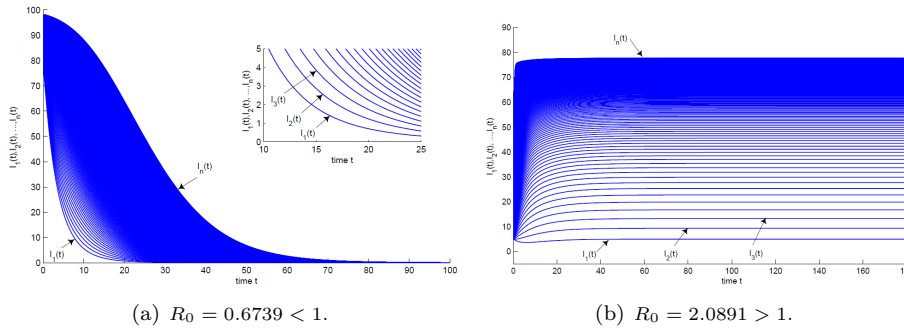 100
90
80
70
60
50
40
30
20
10
0
I₁(t),I₂(t),...,Iₙ(t)
0 10 20 30 40 50 60 70 80 90 100
time t
I₁(t)
Iₙ(t)
5
4
3
2
1
0
I₁(t),I₂(t),...,Iₙ(t)
10 15 20 25
time t
I₃(t)
I₂(t)
I₁(t)
(a) R₀ = 0.6739 < 1.
90
80
70
60
50
40
30
20
10
0
I₁(t),I₂(t),...,Iₙ(t)
0 20 40 60 80 100 120 140 160
time t
Iₙ(t)
I₁(t)
I₂(t)
I₃(t)
(b) R₀ = 2.0891 > 1.